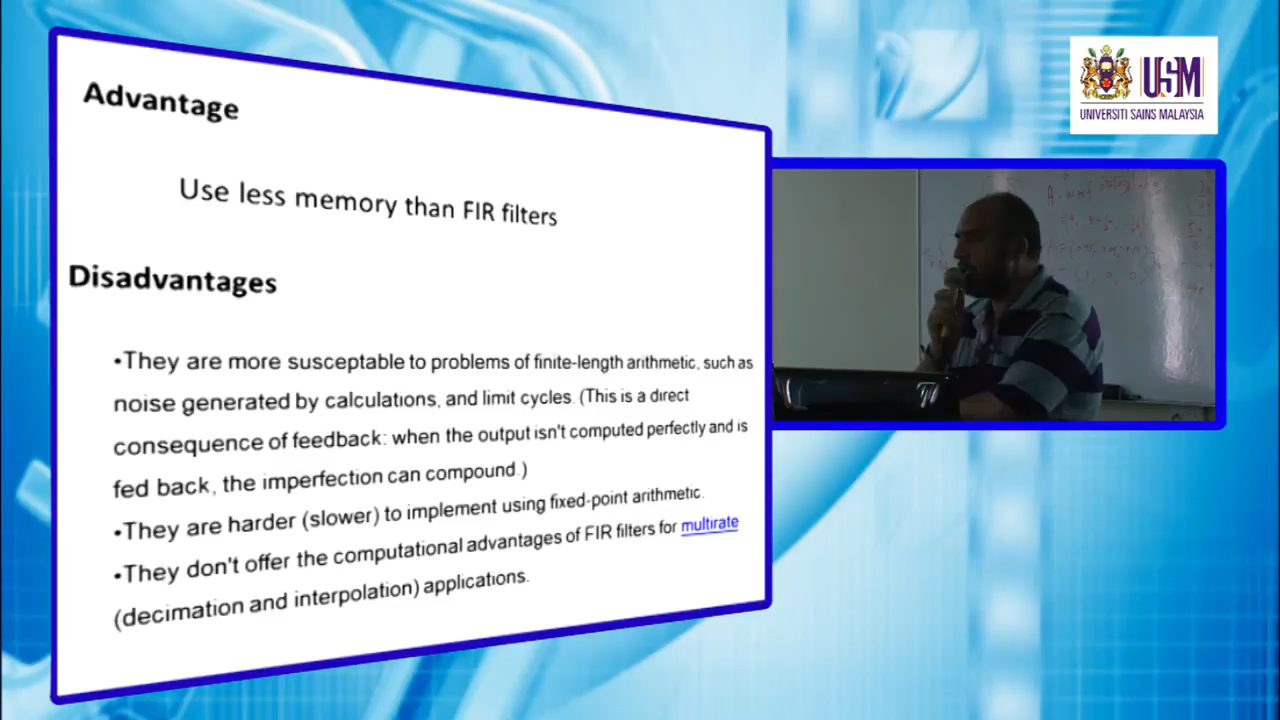 Advantage
Use less memory than FIR filters
Disadvantages
•They are more susceptable to problems of finite-length arithmetic, such as
noise generated by calculations, and limit cycles. (This is a direct
consequence of feedback: when the output isn't computed perfectly and is
fed back, the imperfection can compound.)
•They are harder (slower) to implement using fixed-point arithmetic.
•They don't offer the computational advantages of FIR filters for multirate
(decimation and interpolation) applications.
USM
UNIVERSITI SAINS MALAYSIA